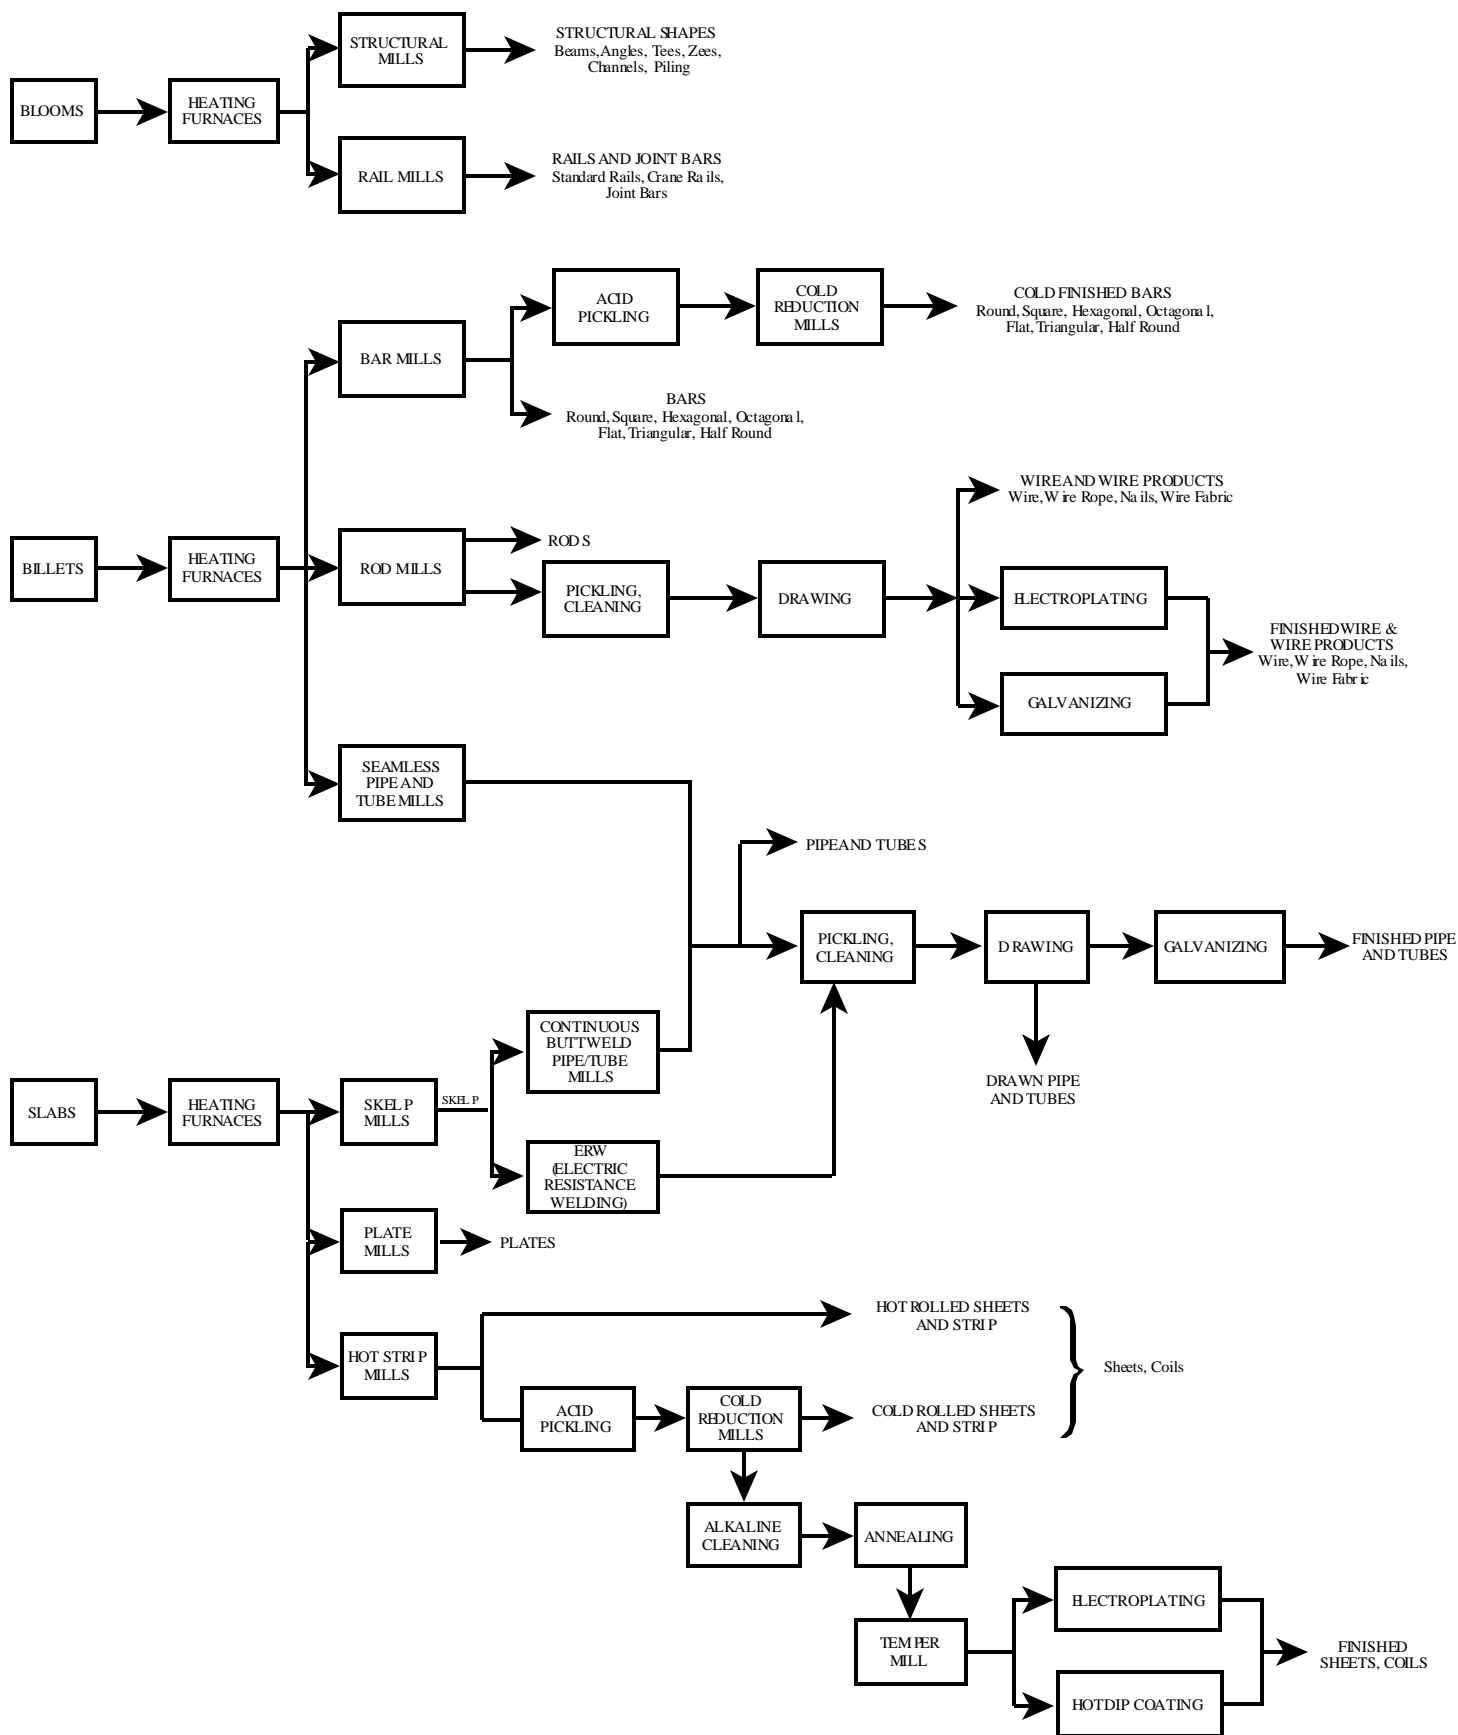 STRUCTURAL
MILLS
STRUCTURAL SHAPES
Beams, Angles, Tees, Zees,
Channels, Piling
BLOOMS
HEATING
FURNACES
RAIL MILLS
RAILS AND JOINT BARS
Standard Rails, Crane Rails,
Joint Bars
ACID
PICKLING
COLD
REDUCTION
MILLS
COLD FINISHED BARS
Round, Square, Hexagonal, Octagonal,
Flat, Triangular, Half Round
BAR MILLS
BARS
Round, Square, Hexagonal, Octagonal,
Flat, Triangular, Half Round
WIRE AND WIRE PRODUCTS
Wire, Wire Rope, Nails, Wire Fabric
BILLETS
HEATING
FURNACES
ROD MILLS
RODS
PICKLING,
CLEANING
DRAWING
ELECTROPLATING
FINISHED WIRE &
WIRE PRODUCTS
Wire, Wire Rope, Nails,
Wire Fabric
GALVANIZING
SEAMLESS
PIPE AND
TUBE MILLS
PIPE AND TUBES
PICKLING,
CLEANING
DRAWING
GALVANIZING
FINISHED PIPE
AND TUBES
CONTINUOUS
BUTTWELD
PIPE/TUBE
MILLS
DRAWN PIPE
AND TUBES
SLABS
HEATING
FURNACES
SKELP
MILLS
SKELP
ERW
(ELECTRIC
RESISTANCE
WELDING)
PLATE
MILLS
PLATES
HOT ROLLED SHEETS
AND STRIP
HOT STRIP
MILLS
Sheets, Coils
ACID
PICKLING
COLD
REDUCTION
MILLS
COLD ROLLED SHEETS
AND STRIP
ALKALINE
CLEANING
ANNEALING
ELECTROPLATING
TEMPER
MILL
FINISHED
SHEETS, COILS
HOT DIP COATING